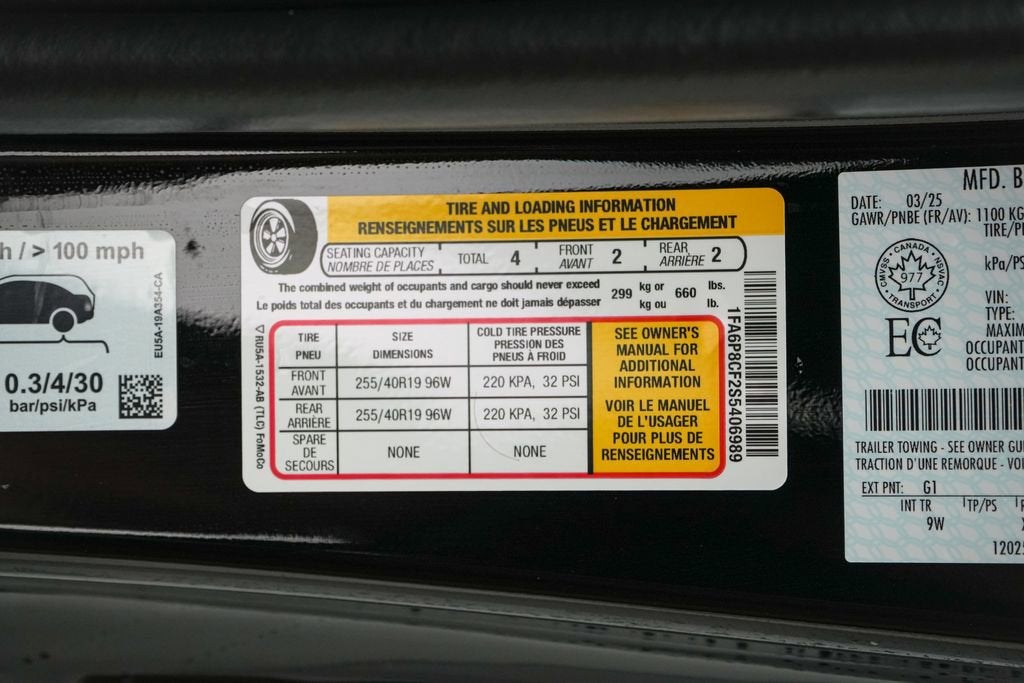 h / > 100 mph
EU5A-19A354-CA
0.3/4/30
bar/psi/kPa
TIRE AND LOADING INFORMATION
RENSEIGNEMENTS SUR LES PNEUS ET LE CHARGEMENT
SEATING CAPACITY
NOMBRE DE PLACES
TOTAL 4
FRONT
AVANT 2
REAR
ARRIÈRE 2
The combined weight of occupants and cargo should never exceed 299 kg or 660 lbs.
Le poids total des occupants et du chargement ne doit jamais dépasser kg ou lb.
▽ RU5A-1532-AB (TLC) FoMoCo
TIRE SIZE COLD TIRE PRESSURE
PNEU DIMENSIONS PRESSION DES
PNEUS À FROID
FRONT
AVANT 255/40R19 96W 220 KPA, 32 PSI
REAR
ARRIÈRE 255/40R19 96W 220 KPA, 32 PSI
SPARE
DE
SECOURS NONE NONE
SEE OWNER'S
MANUAL FOR
ADDITIONAL
INFORMATION
VOIR LE MANUEL
DE L'USAGER
POUR PLUS DE
RENSEIGNEMENTS
1FA6P8CF2S5406989
MFD. B
DATE: 03/25
GAWR/PNBE (FR/AV): 1100 KG
TIRE/P
kPa/PS
CANADA
CMVSS 977 NSVAC
TRANSPORT
VIN:
TYPE:
EC
MAXIM
OCCUPANT
OCCUPANT
TRAILER TOWING - SEE OWNER GUI
TRACTION D'UNE REMORQUE - VOI
EXT PNT: G1
INT TR TP/PS
9W
12025